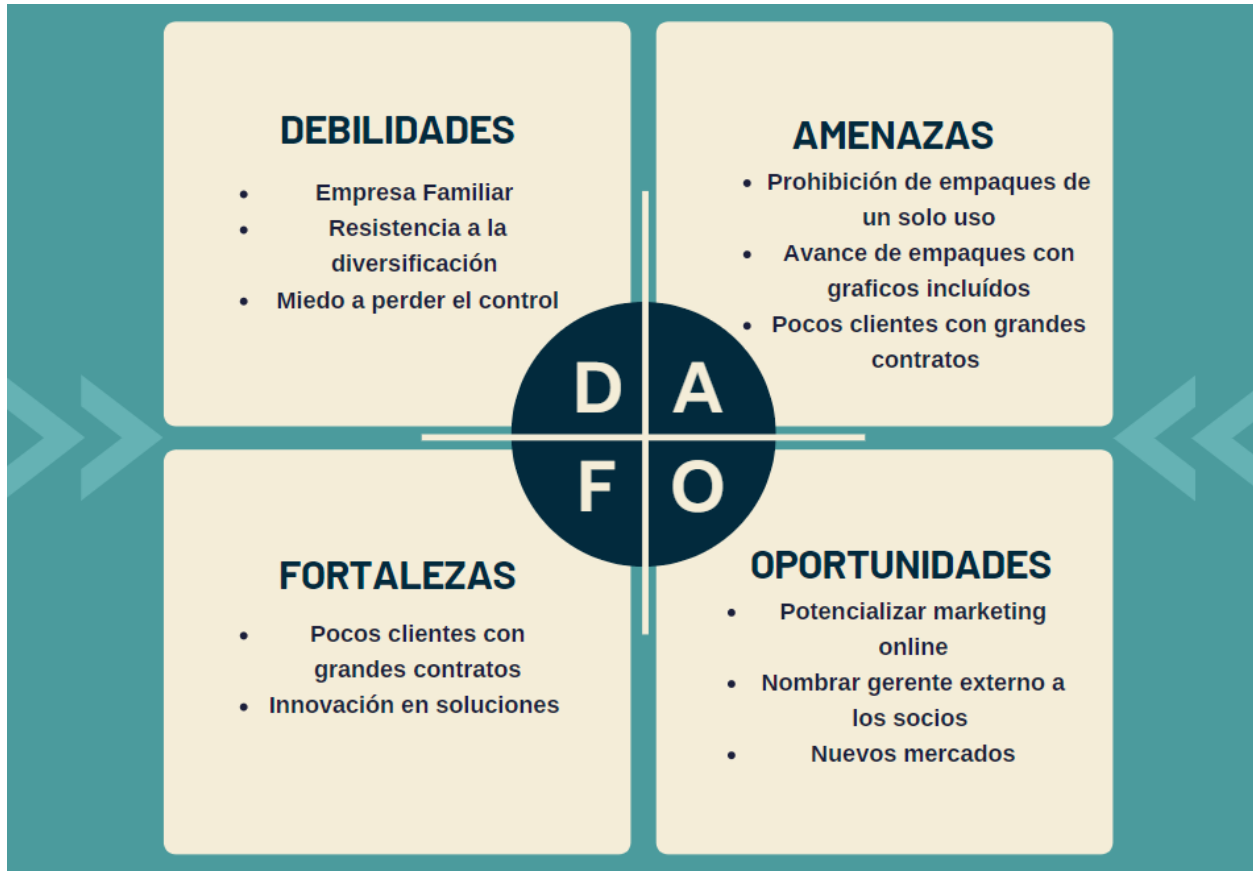 DEBILIDADES
• Empresa Familiar
• Resistencia a la
diversificación
• Miedo a perder el control
AMENAZAS
• Prohibición de empaques de
un solo uso
• Avance de empaques con
graficos incluídos
• Pocos clientes con grandes
contratos
D A
F O
FORTALEZAS
• Pocos clientes con
grandes contratos
• Innovación en soluciones
OPORTUNIDADES
• Potencializar marketing
online
• Nombrar gerente externo a
los socios
• Nuevos mercados